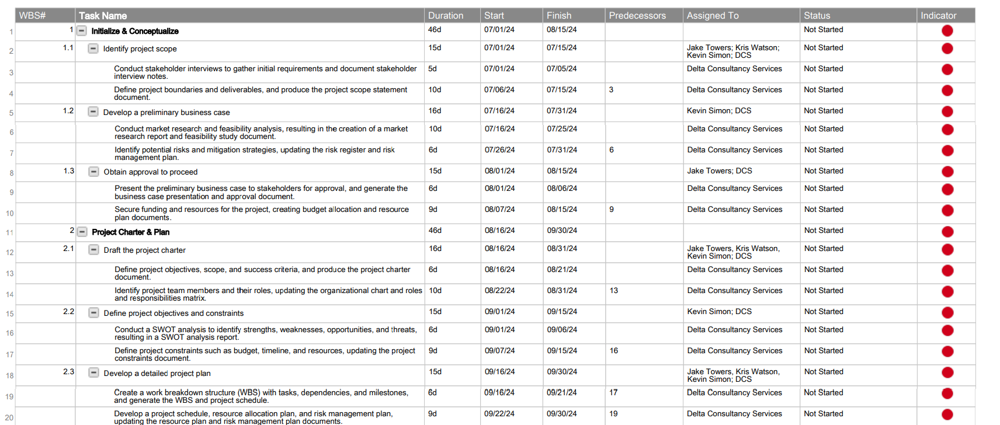 WBS# Task Name Duration Start Finish Predecessors Assigned To Status Indicator
1 1 Initialize & Conceptualize 46d 07/01/24 08/15/24 Not Started
2 1.1 Identify project scope 15d 07/01/24 07/15/24 Jake Towers; Kris Watson; Not Started
Kevin Simon; DCS
3 Conduct stakeholder interviews to gather initial requirements and document stakeholder 5d 07/01/24 07/05/24 Delta Consultancy Services Not Started
interview notes.
4 Define project boundaries and deliverables, and produce the project scope statement 10d 07/06/24 07/15/24 3 Delta Consultancy Services Not Started
document.
5 1.2 Develop a preliminary business case 16d 07/16/24 07/31/24 Kevin Simon; DCS Not Started
6 Conduct market research and feasibility analysis, resulting in the creation of a market 10d 07/16/24 07/25/24 Delta Consultancy Services Not Started
research report and feasibility study document.
7 Identify potential risks and mitigation strategies, updating the risk register and risk 6d 07/26/24 07/31/24 6 Delta Consultancy Services Not Started
management plan.
8 1.3 Obtain approval to proceed 15d 08/01/24 08/15/24 Jake Towers; DCS Not Started
9 Present the preliminary business case to stakeholders for approval, and generate the 6d 08/01/24 08/06/24 Delta Consultancy Services Not Started
business case presentation and approval document.
10 Secure funding and resources for the project, creating budget allocation and resource 9d 08/07/24 08/15/24 9 Delta Consultancy Services Not Started
plan documents.
11 2 Project Charter & Plan 46d 08/16/24 09/30/24 Not Started
12 2.1 Draft the project charter 16d 08/16/24 08/31/24 Jake Towers, Kris Watson, Not Started
Kevin Simon; DCS
13 Define project objectives, scope, and success criteria, and produce the project charter 6d 08/16/24 08/21/24 Delta Consultancy Services Not Started
document.
14 Identify project team members and their roles, updating the organizational chart and roles 10d 08/22/24 08/31/24 13 Delta Consultancy Services Not Started
and responsibilities matrix.
15 2.2 Define project objectives and constraints 15d 09/01/24 09/15/24 Kevin Simon; DCS Not Started
16 Conduct a SWOT analysis to identify strengths, weaknesses, opportunities, and threats, 6d 09/01/24 09/06/24 Delta Consultancy Services Not Started
resulting in a SWOT analysis report.
17 Define project constraints such as budget, timeline, and resources, updating the project 9d 09/07/24 09/15/24 16 Delta Consultancy Services Not Started
constraints document.
18 2.3 Develop a detailed project plan 15d 09/16/24 09/30/24 Jake Towers, Kris Watson, Not Started
Kevin Simon; DCS
19 Create a work breakdown structure (WBS) with tasks, dependencies, and milestones, 6d 09/16/24 09/21/24 17 Delta Consultancy Services Not Started
and generate the WBS and project schedule.
20 Develop a project schedule, resource allocation plan, and risk management plan, 9d 09/22/24 09/30/24 19 Delta Consultancy Services Not Started
updating the resource plan and risk management plan documents.